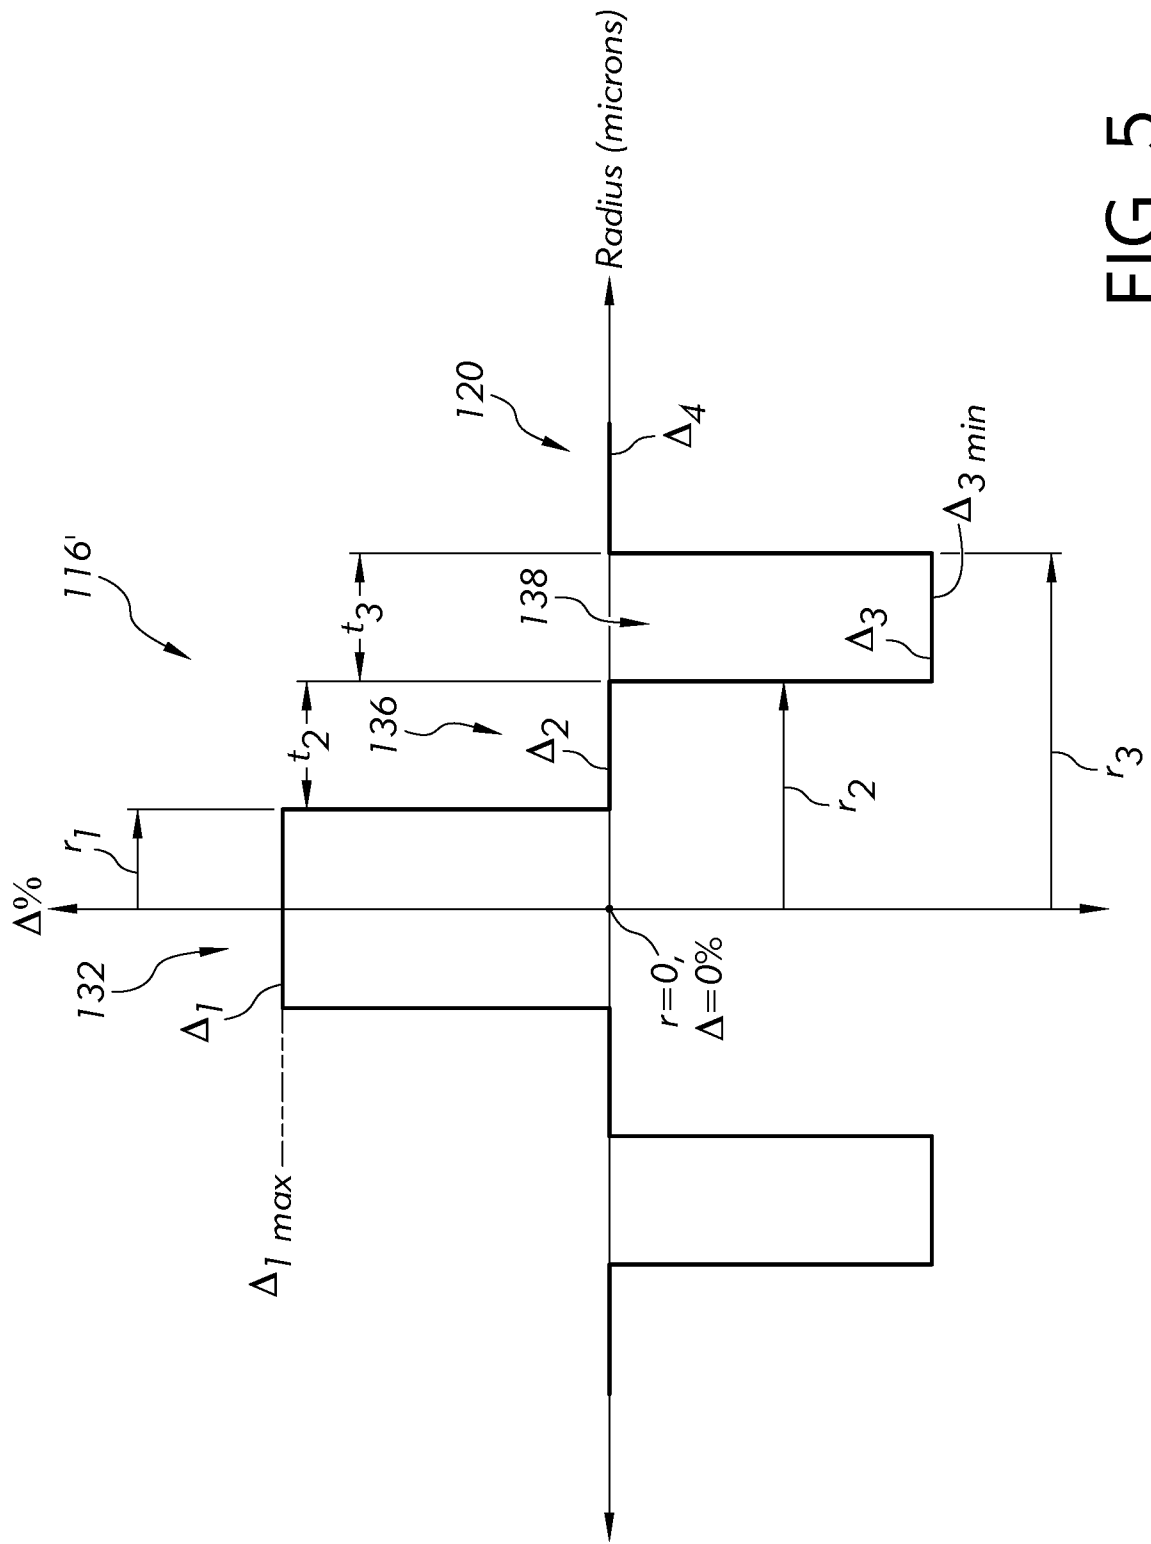 116'
Δ%
132
r1
Δ1
Δ1 max
t2
t3
136
120
Δ2
138
Radius (microns)
r=0,
Δ=0%
Δ4
r2
Δ3
Δ3 min
r3
FIG. 5